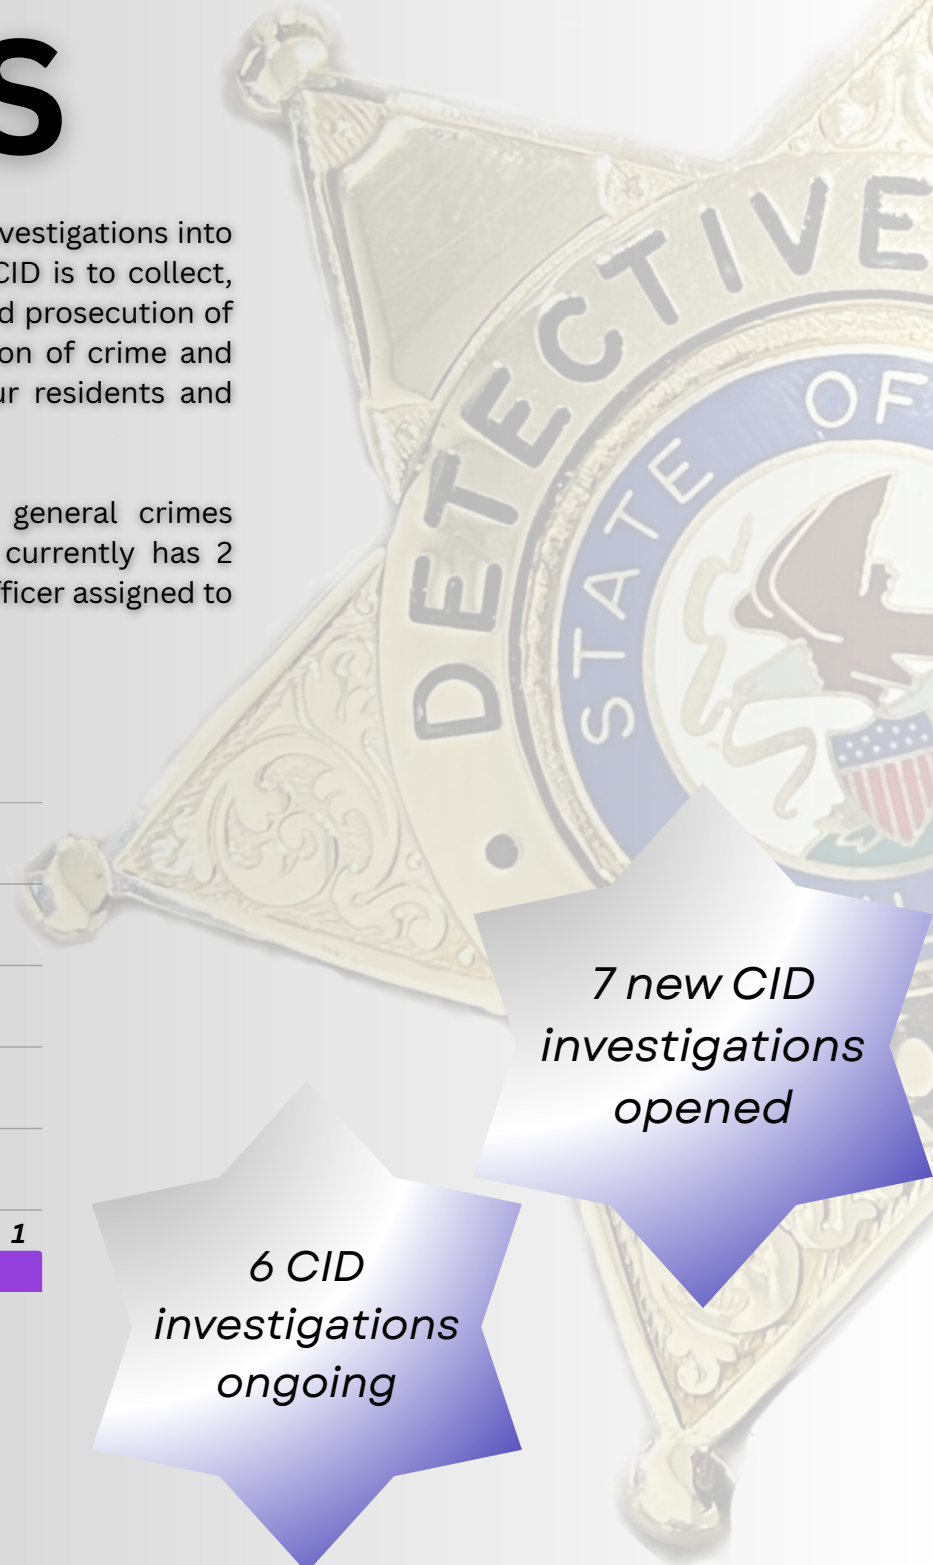 S
vestigations into
CID is to collect,
d prosecution of
on of crime and
ur residents and
general crimes
currently has 2
fficer assigned to
DETECTIVE
STATE OF
7 new CID
investigations
opened
1
6 CID
investigations
ongoing